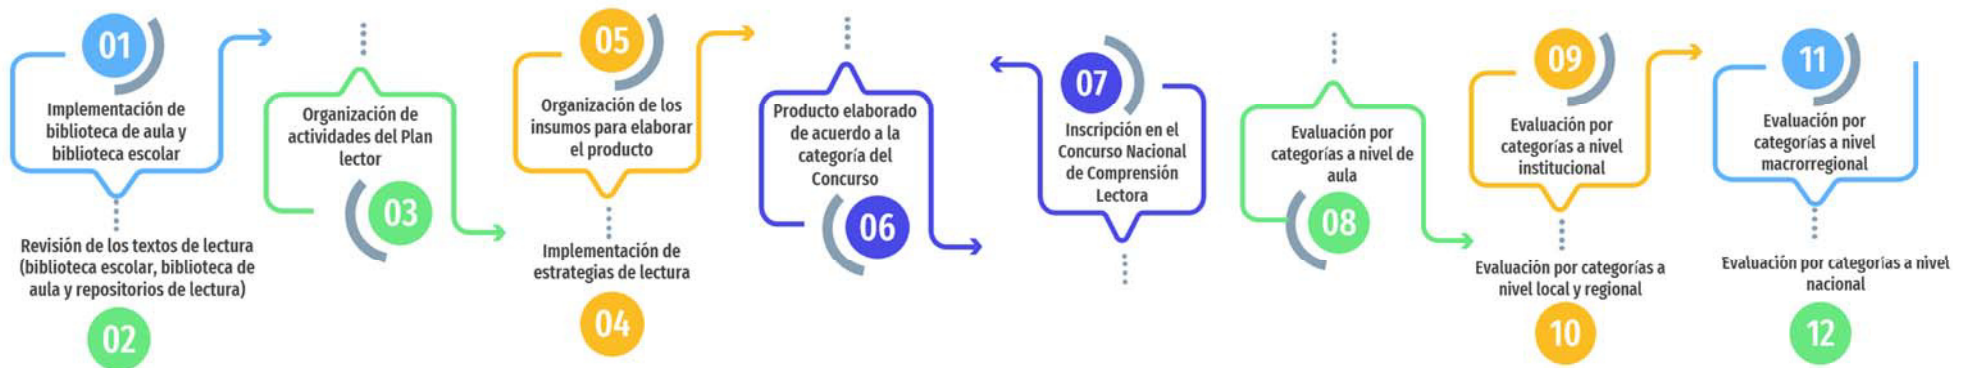 01
Implementación de
biblioteca de aula y
biblioteca escolar
Revisión de los textos de lectura
(biblioteca escolar, biblioteca de
aula y repositorios de lectura)
02
Organización de
actividades del Plan
lector
03
Implementación de
estrategias de lectura
04
05
Organización de los
insumos para elaborar
el producto
Producto elaborado
de acuerdo a la
categoría del
Concurso
06
07
Inscripción en el
Concurso Nacional
de Comprensión
Lectora
Evaluación por
categorías a nivel de
aula
08
09
Evaluación por
categorías a nivel
institucional
Evaluación por categorías a
nivel local y regional
10
11
Evaluación por
categorías a nivel
macrorregional
Evaluación por categorías a nivel
nacional
12